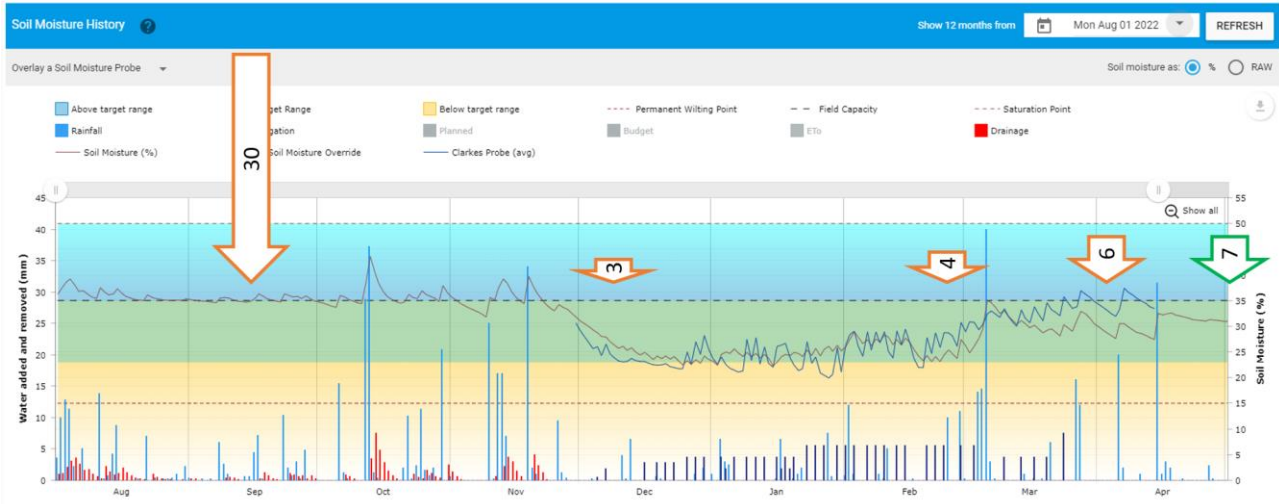 Soil Moisture History ?
Show 12 months from Mon Aug 01 2022 REFRESH
Overlay a Soil Moisture Probe
Soil moisture as: % RAW
Above target range get Range Below target range Permanent Wilting Point Field Capacity Saturation Point
Rainfall gation Planned Budget ETo Drainage
Soil Moisture (%) Soil Moisture Override Clarkes Probe (avg)
30
3
4
6
7
Show all
Water added and removed (mm)
45
40
35
30
25
20
15
10
5
0
Soil Moisture (%)
55
50
35
30
25
20
15
10
5
0
Aug Sep Oct Nov Dec Jan Feb Mar Apr